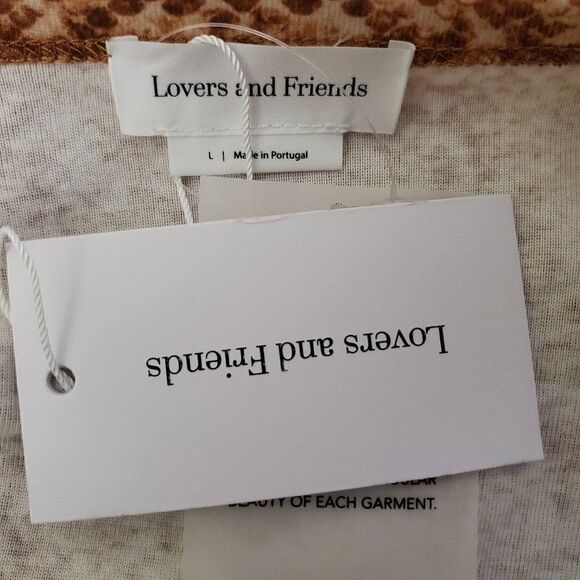 Lovers and Friends
L | Made in Portugal
Lovers and Friends
BEAUTY OF EACH GARMENT.